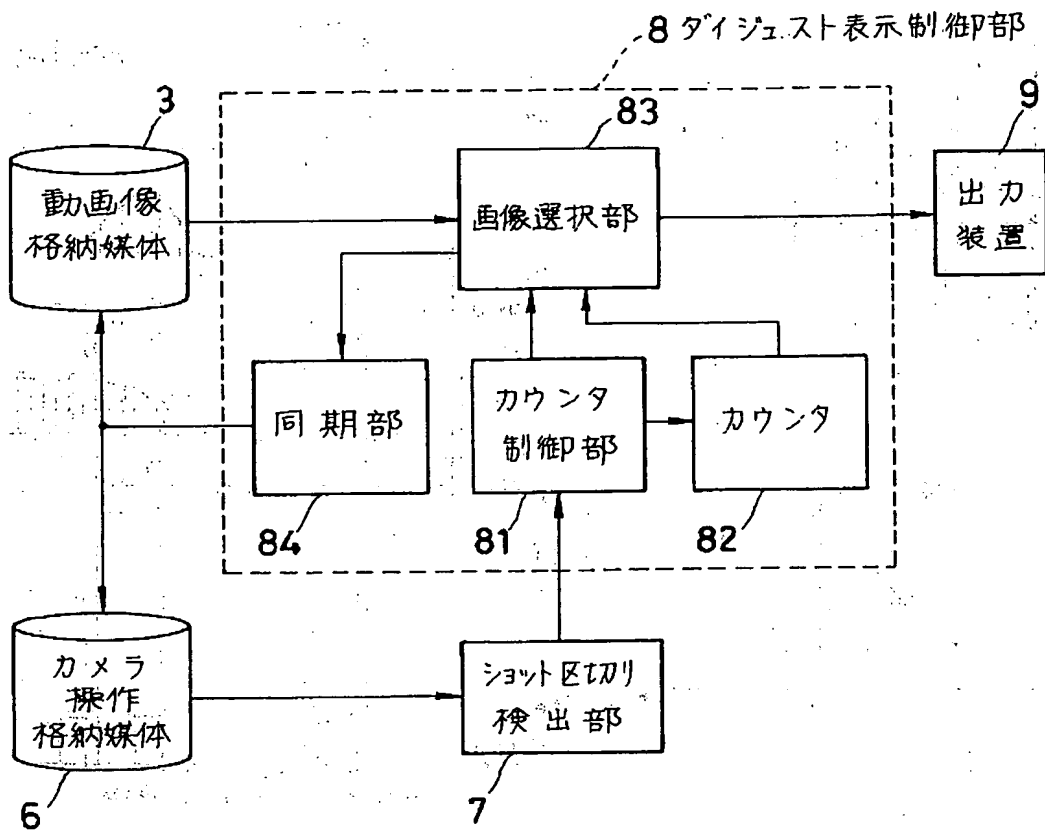 8 ダイジェスト表示制御部
3
83
9
動画像
格納媒体
画像選択部
出力
装置
同期部
カウンタ
制御部
カウンタ
84
81
82
カメラ
操作
格納媒体
ショット区切り
検出部
6
7